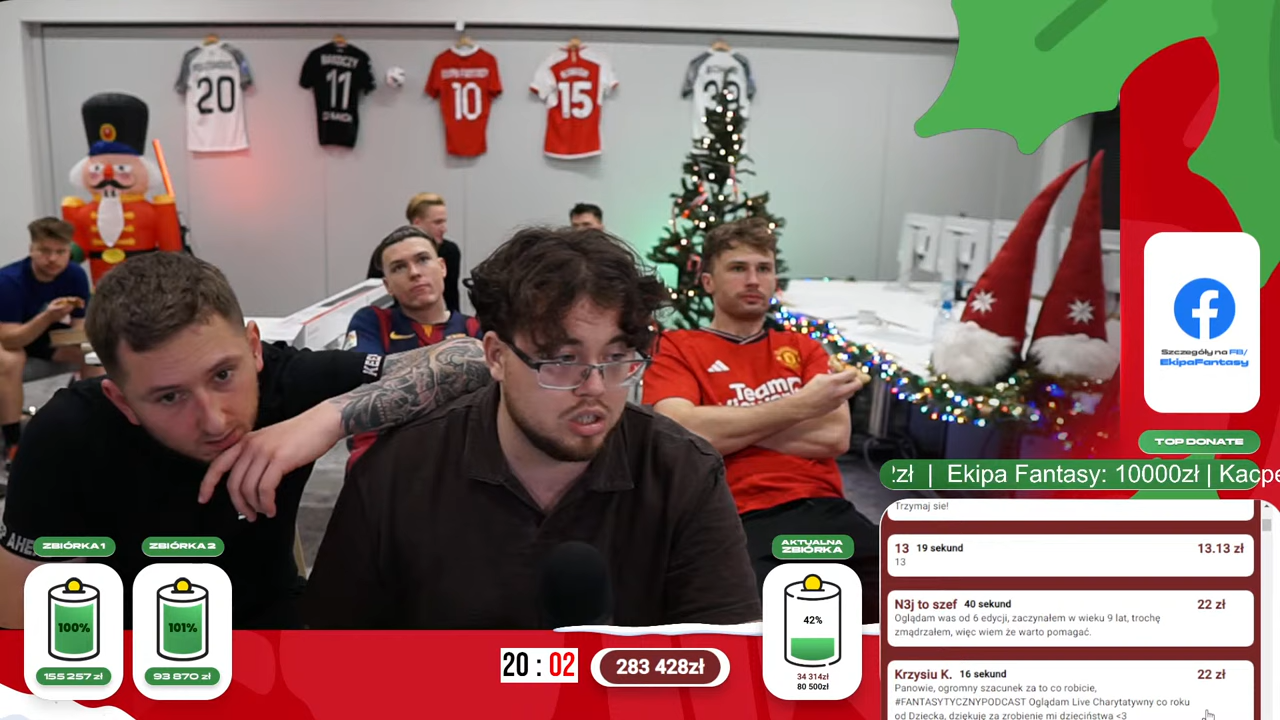 20
11
10
15
TeamV
Szczegóły na FB/
EkipaFantasy
TOP DONATE
!zł | Ekipa Fantasy: 10000zł | Kacpe
Trzymaj sie!
13 19 sekund 13.13 zł
13
N3j to szef 40 sekund 22 zł
Oglądam was od 6 edycji, zaczynałem w wieku 9 lat, trochę
zmądrzałem, więc wiem że warto pomagać.
Krzysiu K. 16 sekund 22 zł
Panowie, ogromny szacunek za to co robicie,
#FANTASYTYCZNYPODCAST Oglądam Live Charytatywny co roku
od Dziecka, dziękuję za zrobienie mi dzieciństwa <3
ZBIÓRKA 1
100%
155 257 zł
ZBIÓRKA 2
101%
93 870 zł
20 : 02
283 428zł
AKTUALNA
ZBIÓRKA
42%
34 314zł
80 500zł